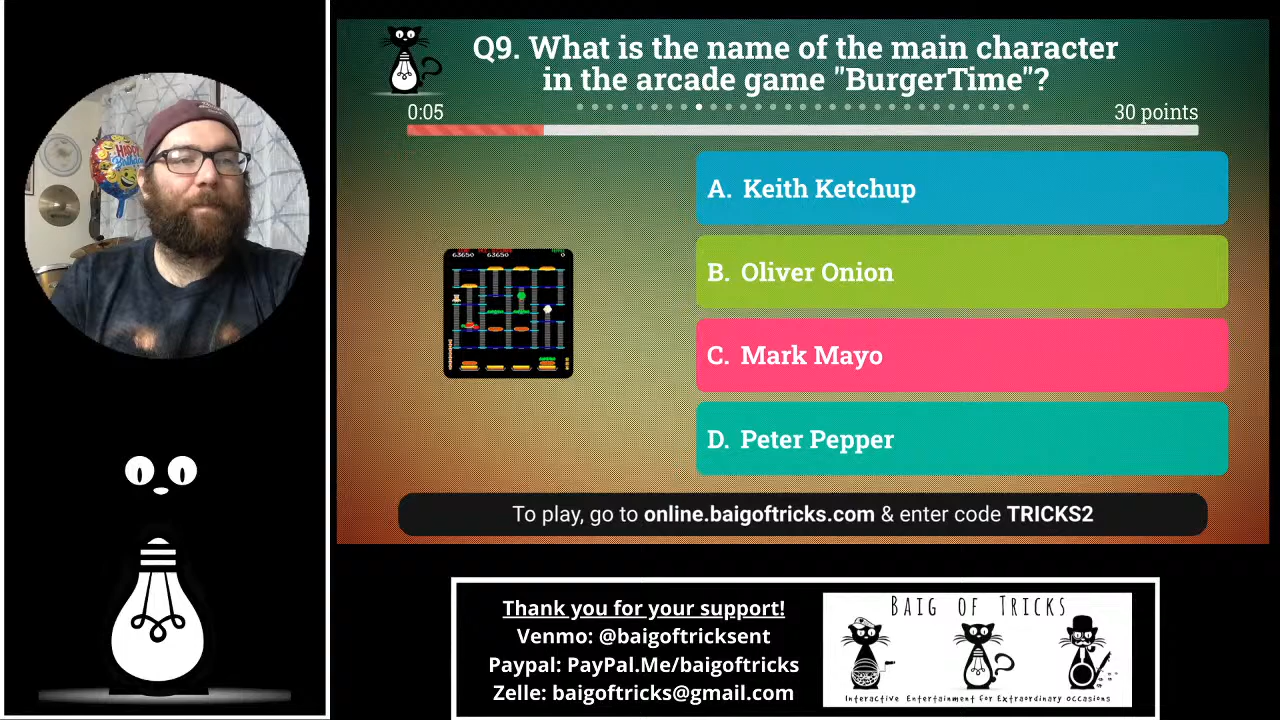 Q9. What is the name of the main character
in the arcade game "BurgerTime"?
0:05
30 points
A. Keith Ketchup
B. Oliver Onion
C. Mark Mayo
D. Peter Pepper
63650 63650 0
To play, go to online.baigoftricks.com & enter code TRICKS2
Thank you for your support!
Venmo: @baigoftricksent
Paypal: PayPal.Me/baigoftricks
Zelle: baigoftricks@gmail.com
BAIG OF TRICKS
Interactive Entertainment for Extraordinary occasions